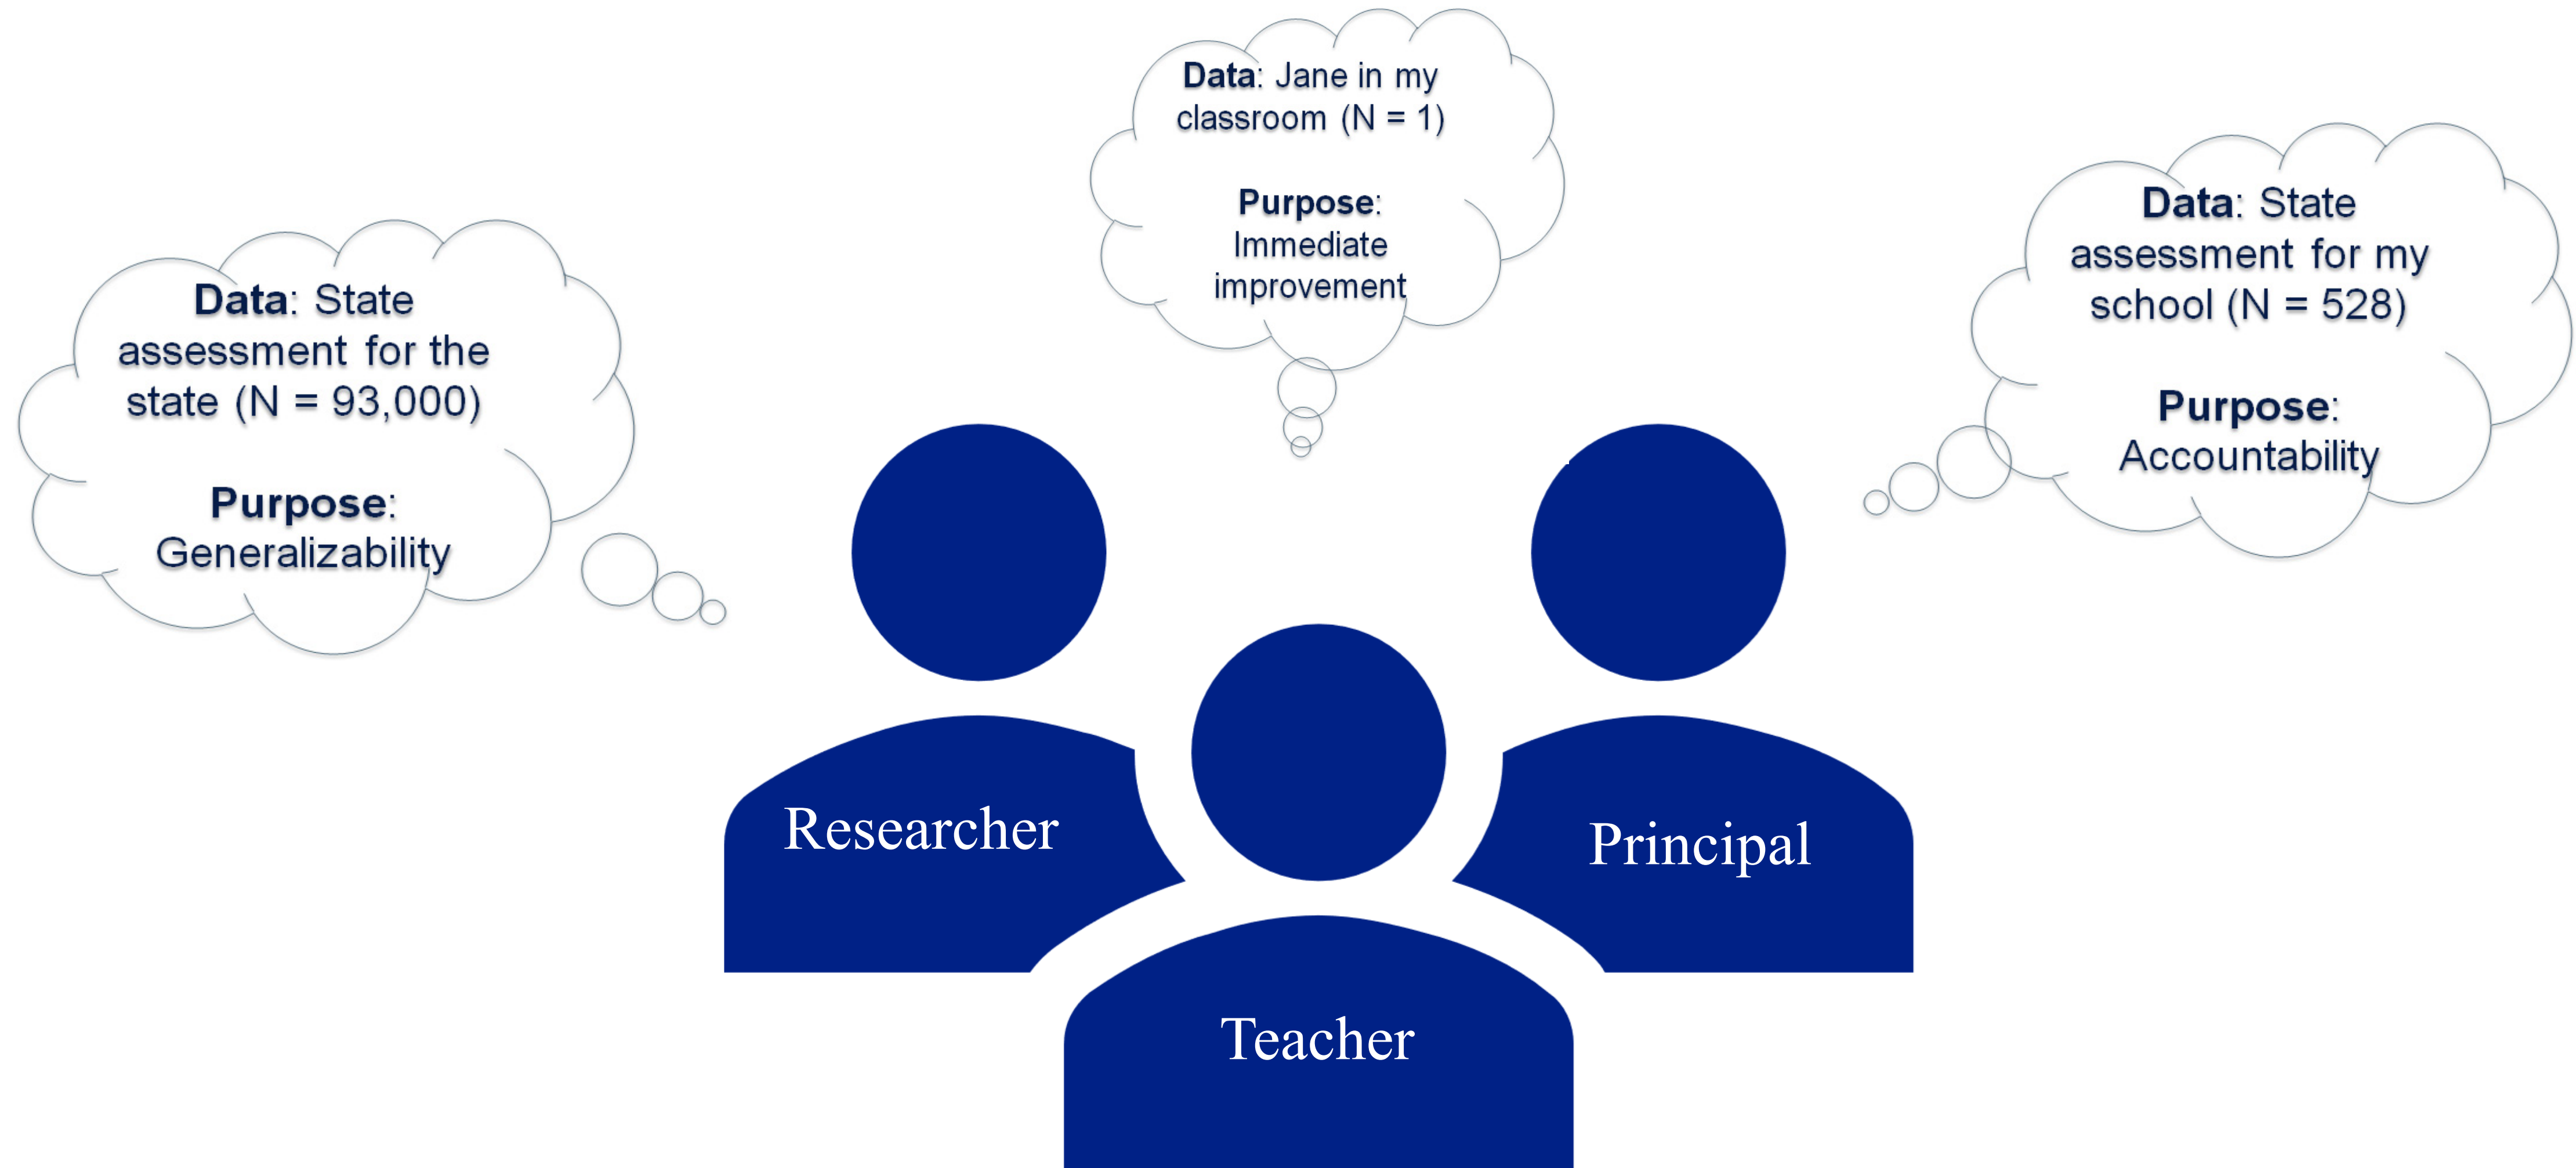 Data: State
assessment for the
state (N = 93,000)
Purpose:
Generalizability
Data: Jane in my
classroom (N = 1)
Purpose:
Immediate
improvement
Data: State
assessment for my
school (N = 528)
Purpose:
Accountability
Researcher
Principal
Teacher